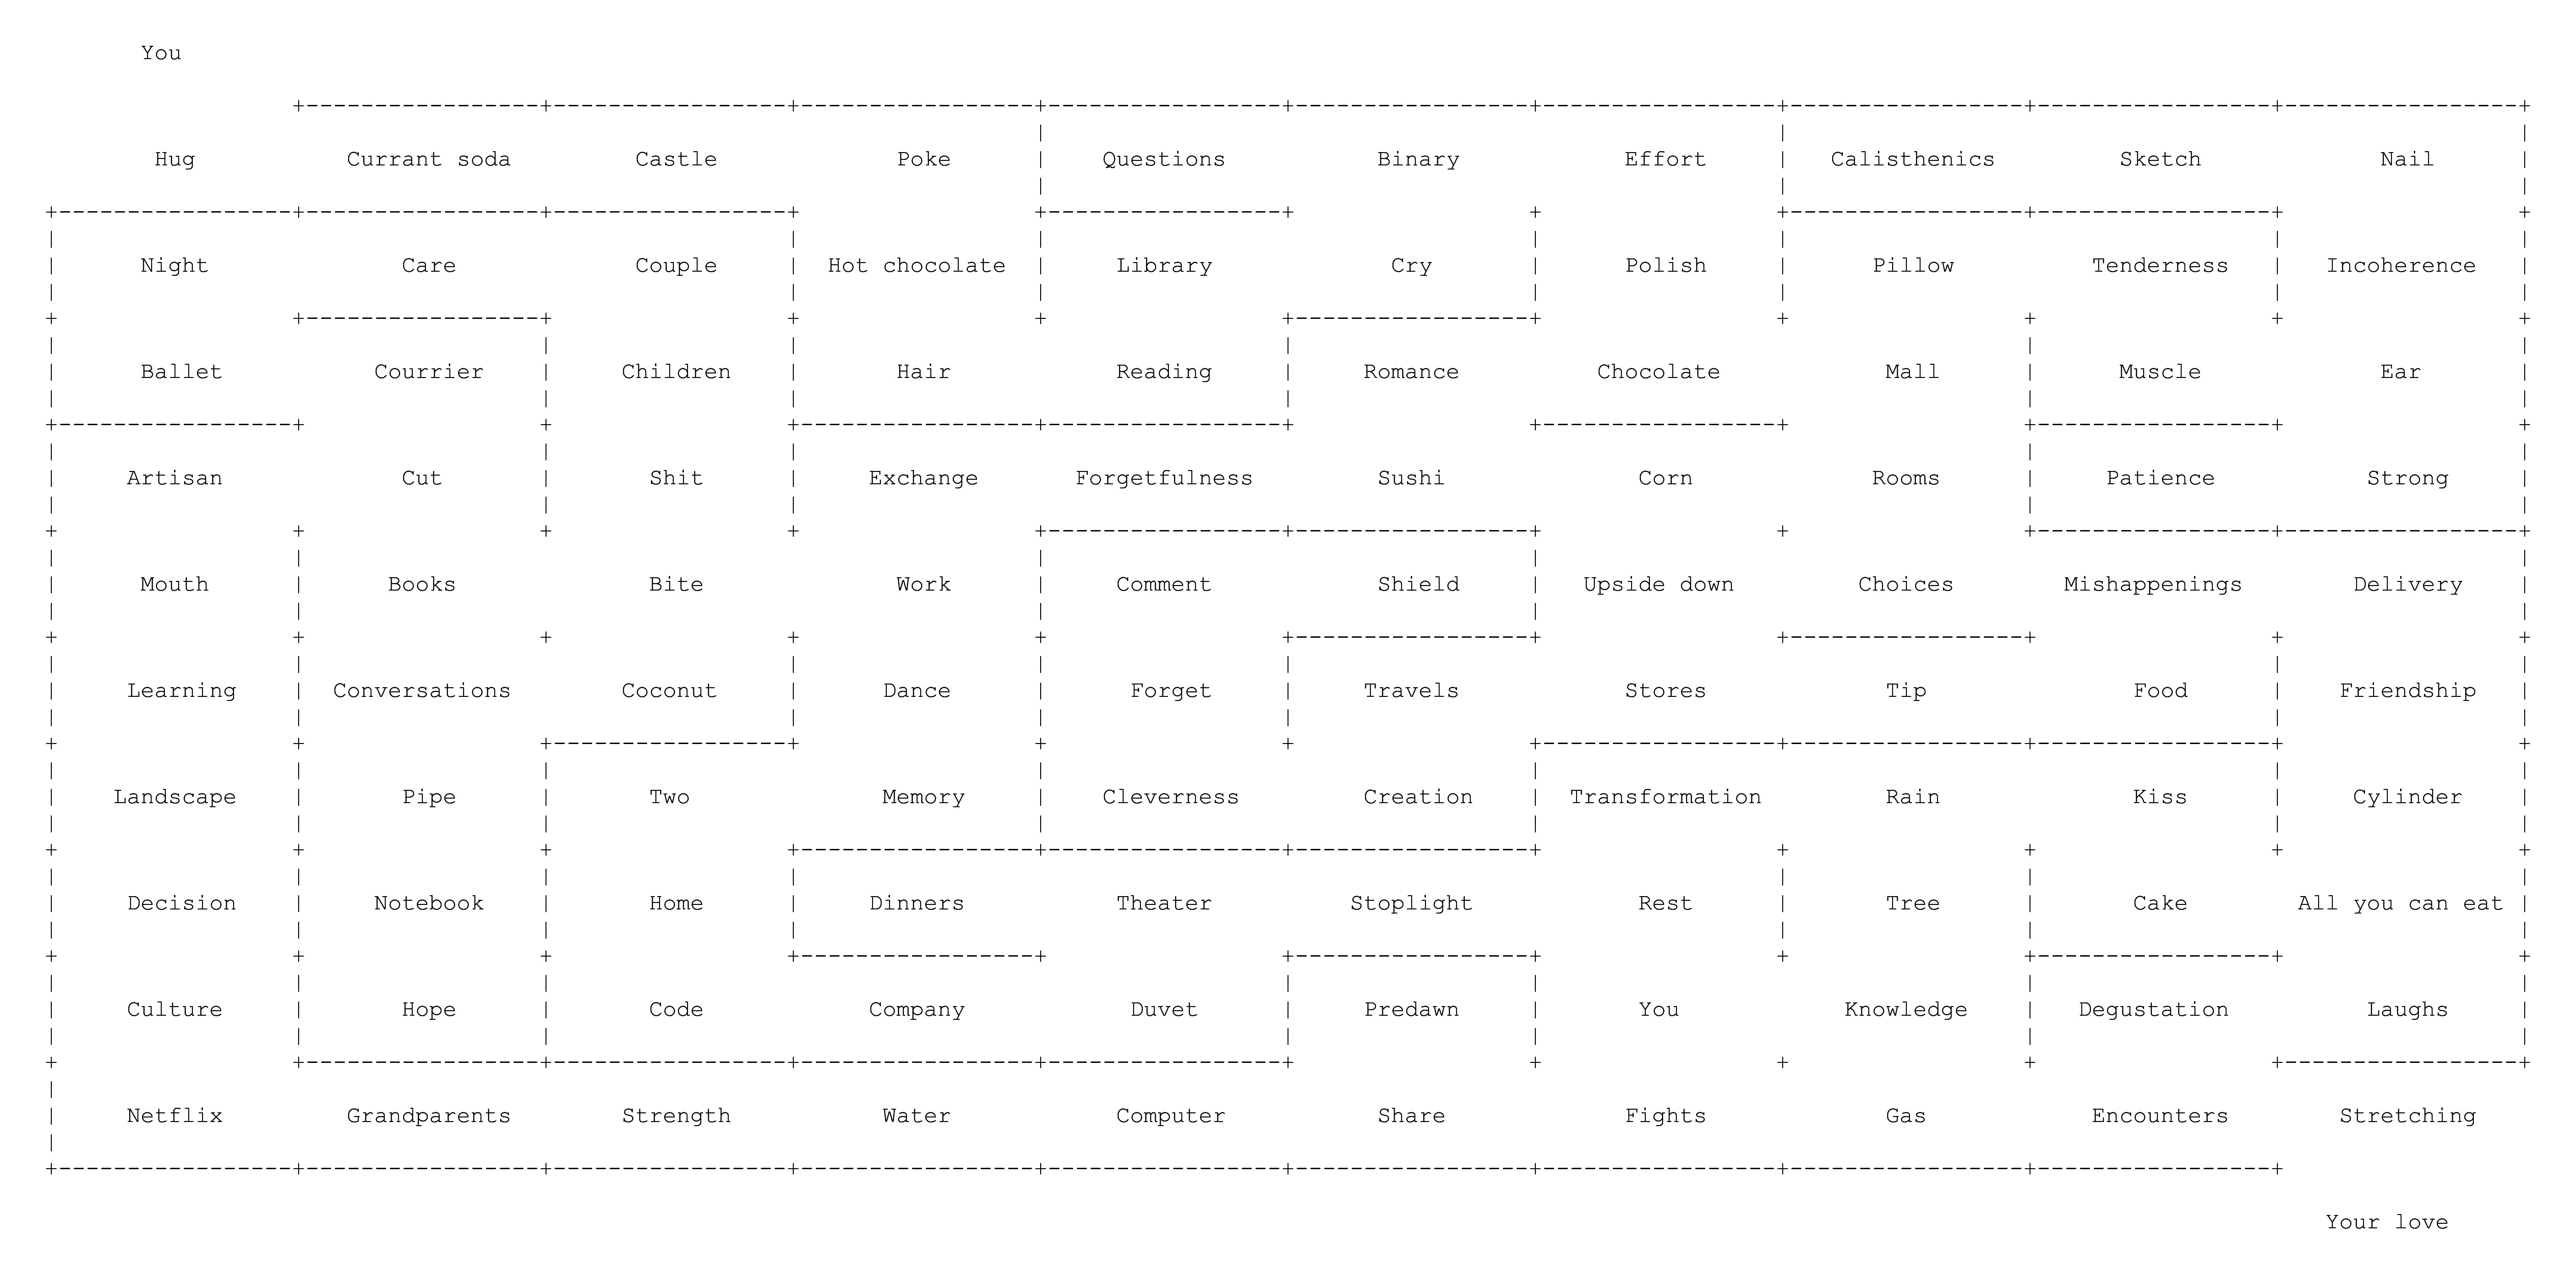 You
Hug Currant soda Castle Poke Questions Binary Effort Calisthenics Sketch Nail
Night Care Couple Hot chocolate Library Cry Polish Pillow Tenderness Incoherence
Ballet Courrier Children Hair Reading Romance Chocolate Mall Muscle Ear
Artisan Cut Shit Exchange Forgetfulness Sushi Corn Rooms Patience Strong
Mouth Books Bite Work Comment Shield Upside down Choices Mishappenings Delivery
Learning Conversations Coconut Dance Forget Travels Stores Tip Food Friendship
Landscape Pipe Two Memory Cleverness Creation Transformation Rain Kiss Cylinder
Decision Notebook Home Dinners Theater Stoplight Rest Tree Cake All you can eat
Culture Hope Code Company Duvet Predawn You Knowledge Degustation Laughs
Netflix Grandparents Strength Water Computer Share Fights Gas Encounters Stretching
Your love